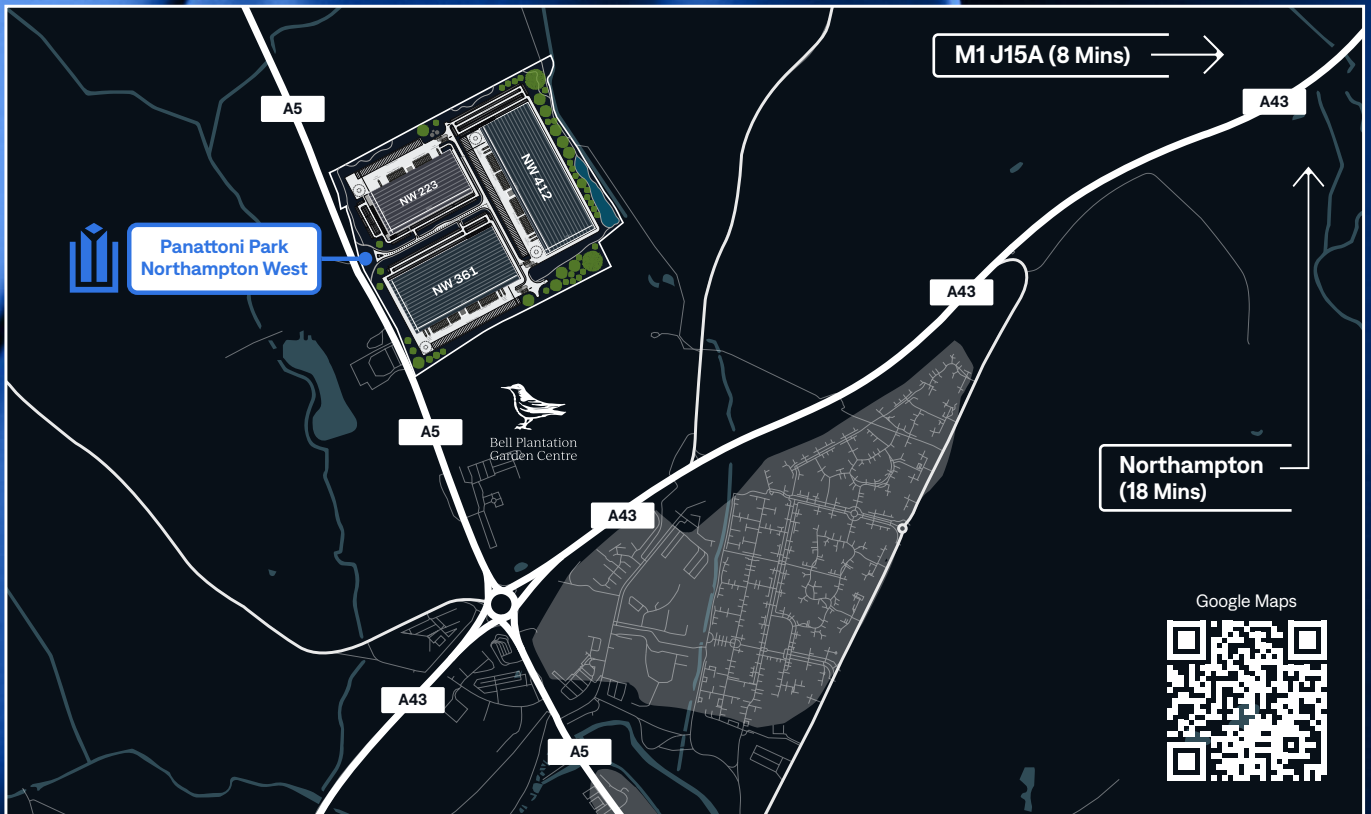 M1 J15A (8 Mins)
A43
A5
NW 412
NW 223
Panattoni Park
Northampton West
NW 361
A43
A5
Bell Plantation
Garden Centre
Northampton
(18 Mins)
A43
Google Maps
A43
A5